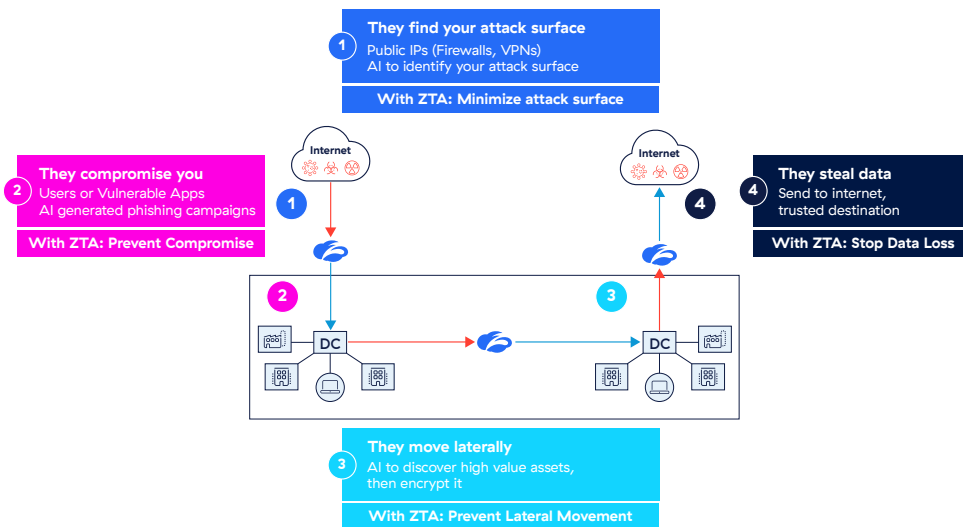 1
They find your attack surface
Public IPs (Firewalls, VPNs)
AI to identify your attack surface
With ZTA: Minimize attack surface
2
They compromise you
Users or Vulnerable Apps
AI generated phishing campaigns
With ZTA: Prevent Compromise
Internet
1
Internet
4
4
They steal data
Send to internet,
trusted destination
With ZTA: Stop Data Loss
2
3
DC
DC
3
They move laterally
AI to discover high value assets,
then encrypt it
With ZTA: Prevent Lateral Movement